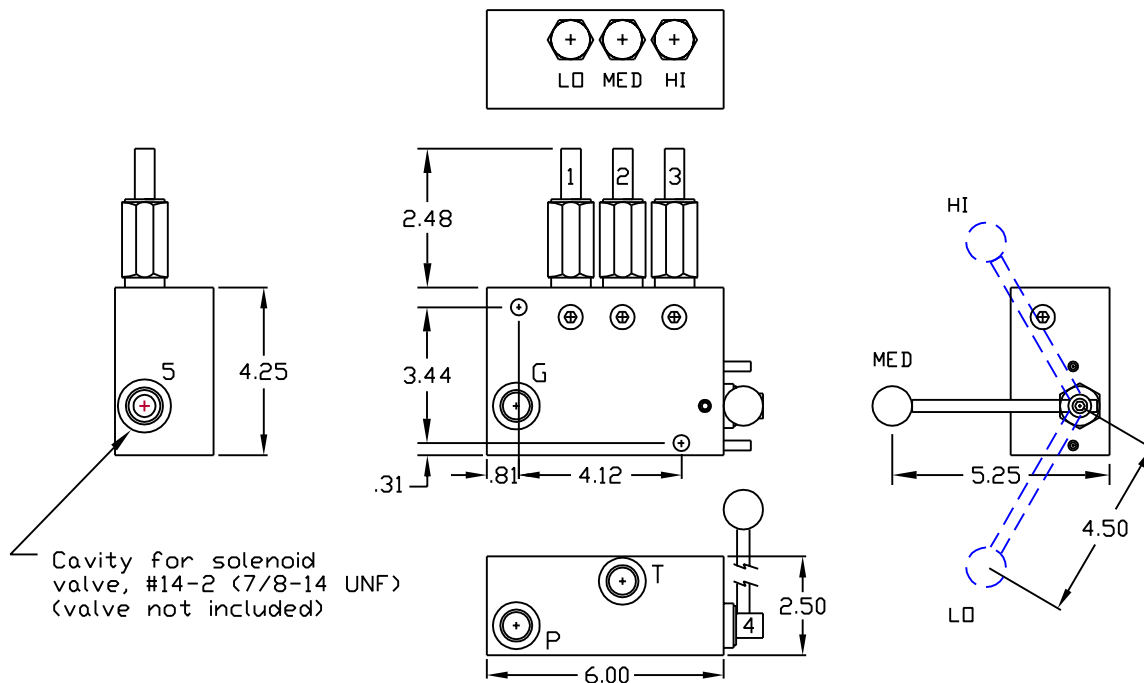 LO MED HI
1 2 3
2.48
HI
5
4.25
3.44
G
MED
.31
.81
4.12
5.25
4.50
Cavity for solenoid
valve, #14-2 (7/8-14 UNF)
(valve not included)
T
2.50
P
4
LO
6.00